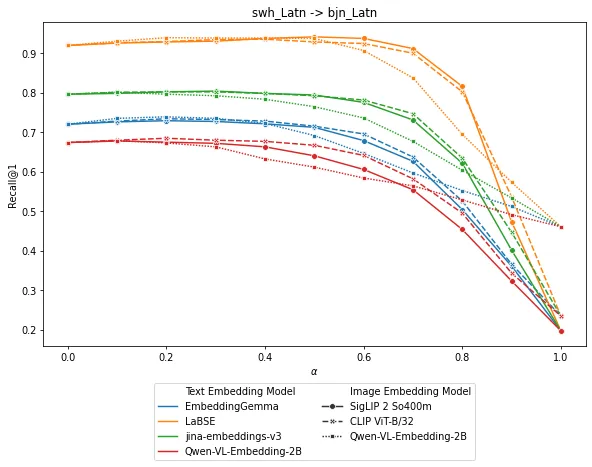 swh_Latn -> bjn_Latn
Recall@1
0.9
0.8
0.7
0.6
0.5
0.4
0.3
0.2
0.0 0.2 0.4 0.6 0.8 1.0
α
Text Embedding Model
EmbeddingGemma
LaBSE
jina-embeddings-v3
Qwen-VL-Embedding-2B
Image Embedding Model
SigLIP 2 So400m
CLIP ViT-B/32
Qwen-VL-Embedding-2B